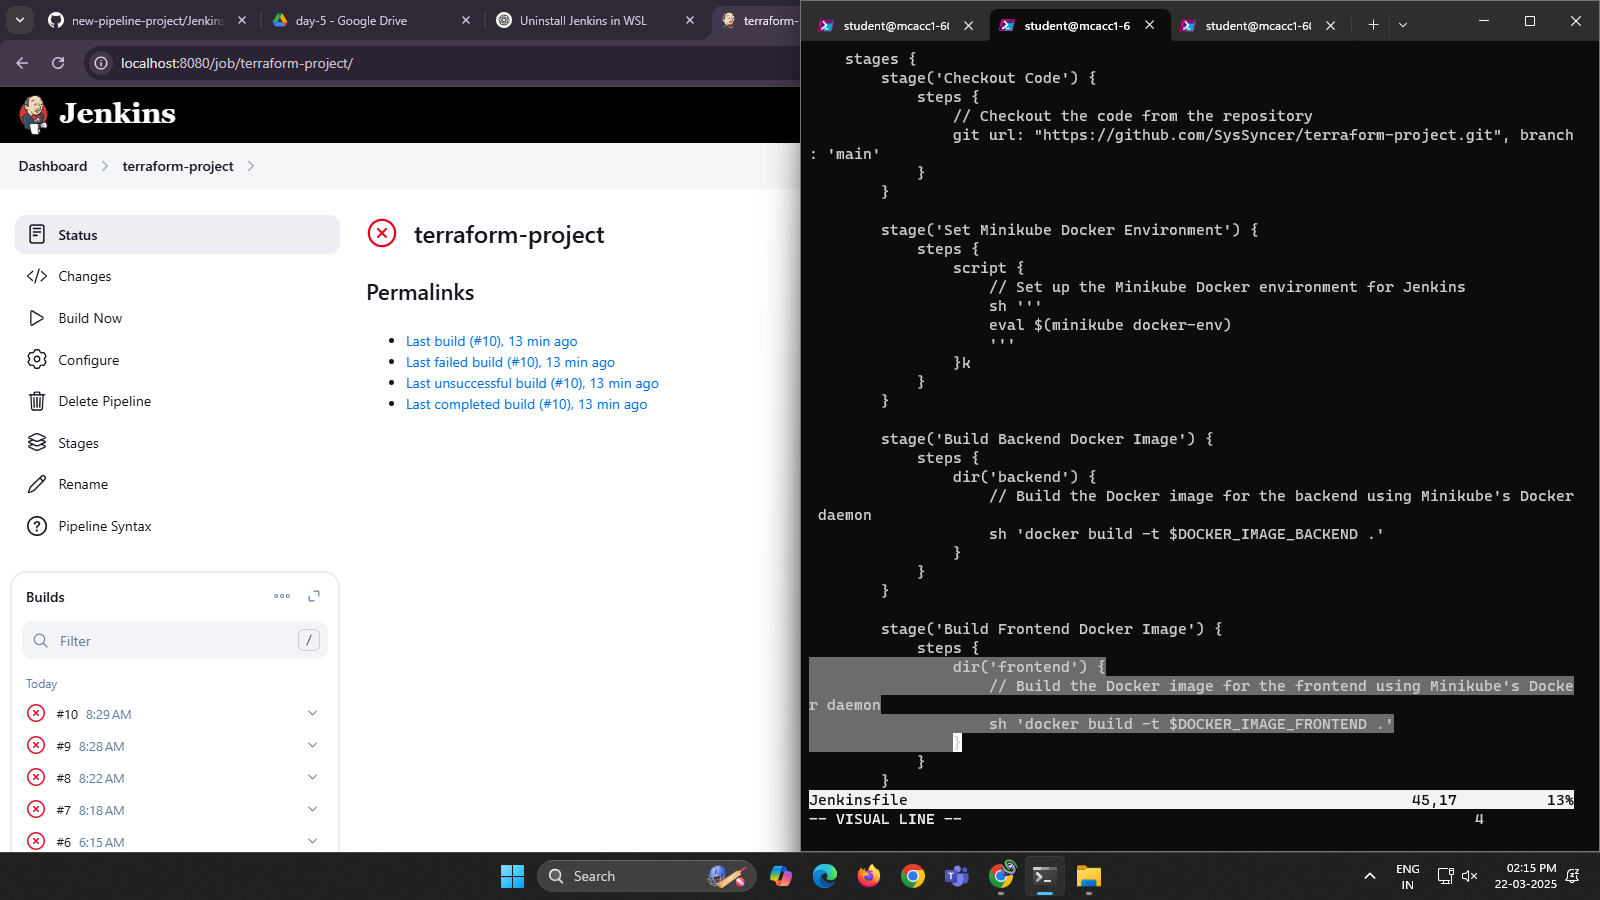 new-pipeline-project/Jenkins
day-5 - Google Drive
Uninstall Jenkins in WSL
terraform-
localhost:8080/job/terraform-project/
Jenkins
Dashboard
terraform-project
Status
Changes
Build Now
Configure
Delete Pipeline
Stages
Rename
Pipeline Syntax
terraform-project
Permalinks
Last build (#10), 13 min ago
Last failed build (#10), 13 min ago
Last unsuccessful build (#10), 13 min ago
Last completed build (#10), 13 min ago
Builds
Filter /
Today
#10 8:29 AM
#9 8:28 AM
#8 8:22 AM
#7 8:18 AM
#6 6:15 AM
student@mcacc1-60
student@mcacc1-6
student@mcacc1-60
stages {
stage('Checkout Code') {
steps {
// Checkout the code from the repository
git url: "https://github.com/SysSyncer/terraform-project.git", branch
: 'main'
}
}
stage('Set Minikube Docker Environment') {
steps {
script {
// Set up the Minikube Docker environment for Jenkins
sh '''
eval $(minikube docker-env)
'''
}k
}
}
stage('Build Backend Docker Image') {
steps {
dir('backend') {
// Build the Docker image for the backend using Minikube's Docker
daemon
sh 'docker build -t $DOCKER_IMAGE_BACKEND .'
}
}
}
stage('Build Frontend Docker Image') {
steps {
dir('frontend') {
// Build the Docker image for the frontend using Minikube's Docke
r daemon
sh 'docker build -t $DOCKER_IMAGE_FRONTEND .'
}
}
}
Jenkinsfile 45,17 13%
-- VISUAL LINE -- 4
Search
ENG
IN
02:15 PM
22-03-2025